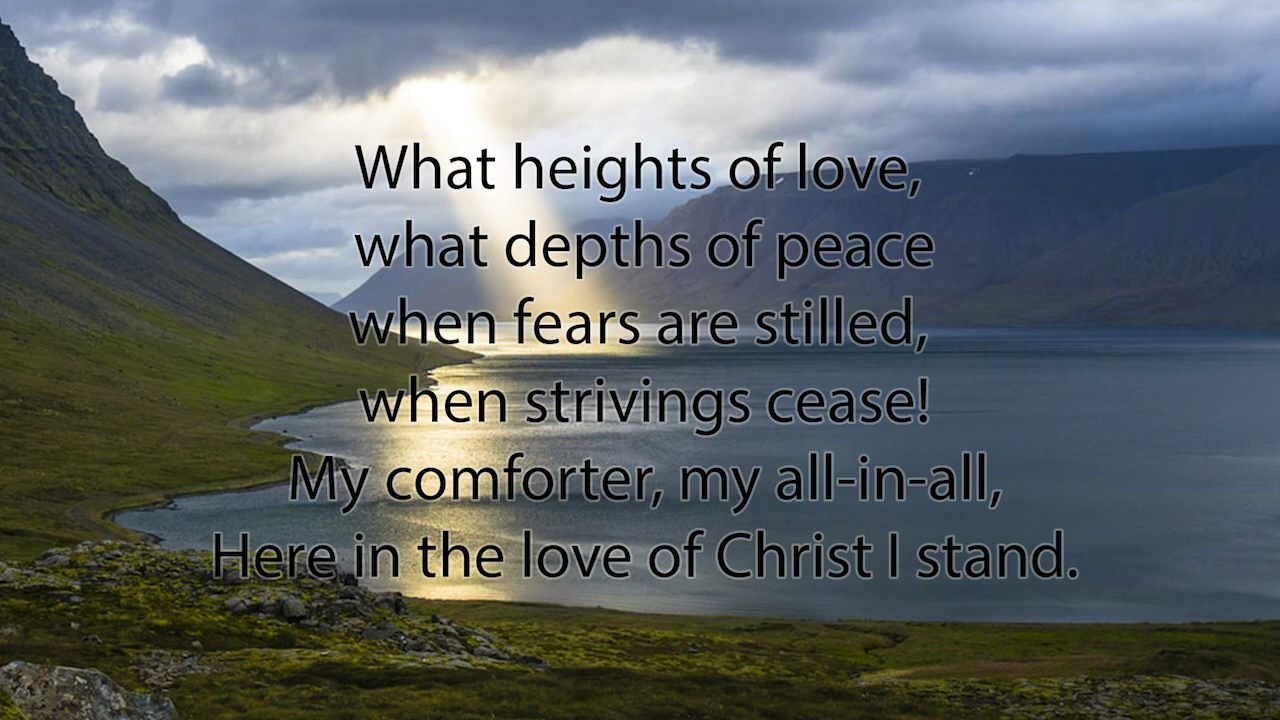 What heights of love,
what depths of peace
when fears are stilled,
when strivings cease!
My comforter, my all-in-all,
Here in the love of Christ I stand.